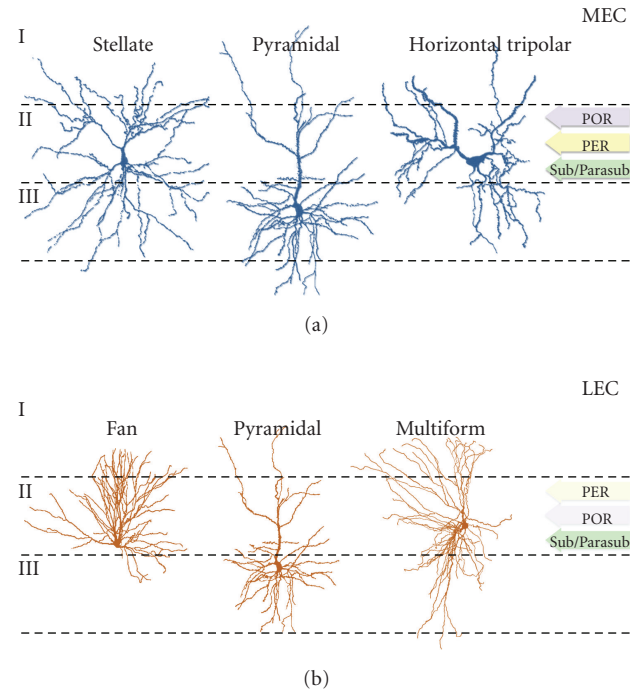 MEC
I
Stellate Pyramidal Horizontal tripolar
II
POR
PER
Sub/Parasub
III
(a)
LEC
I
Fan Pyramidal Multiform
II
PER
POR
Sub/Parasub
III
(b)